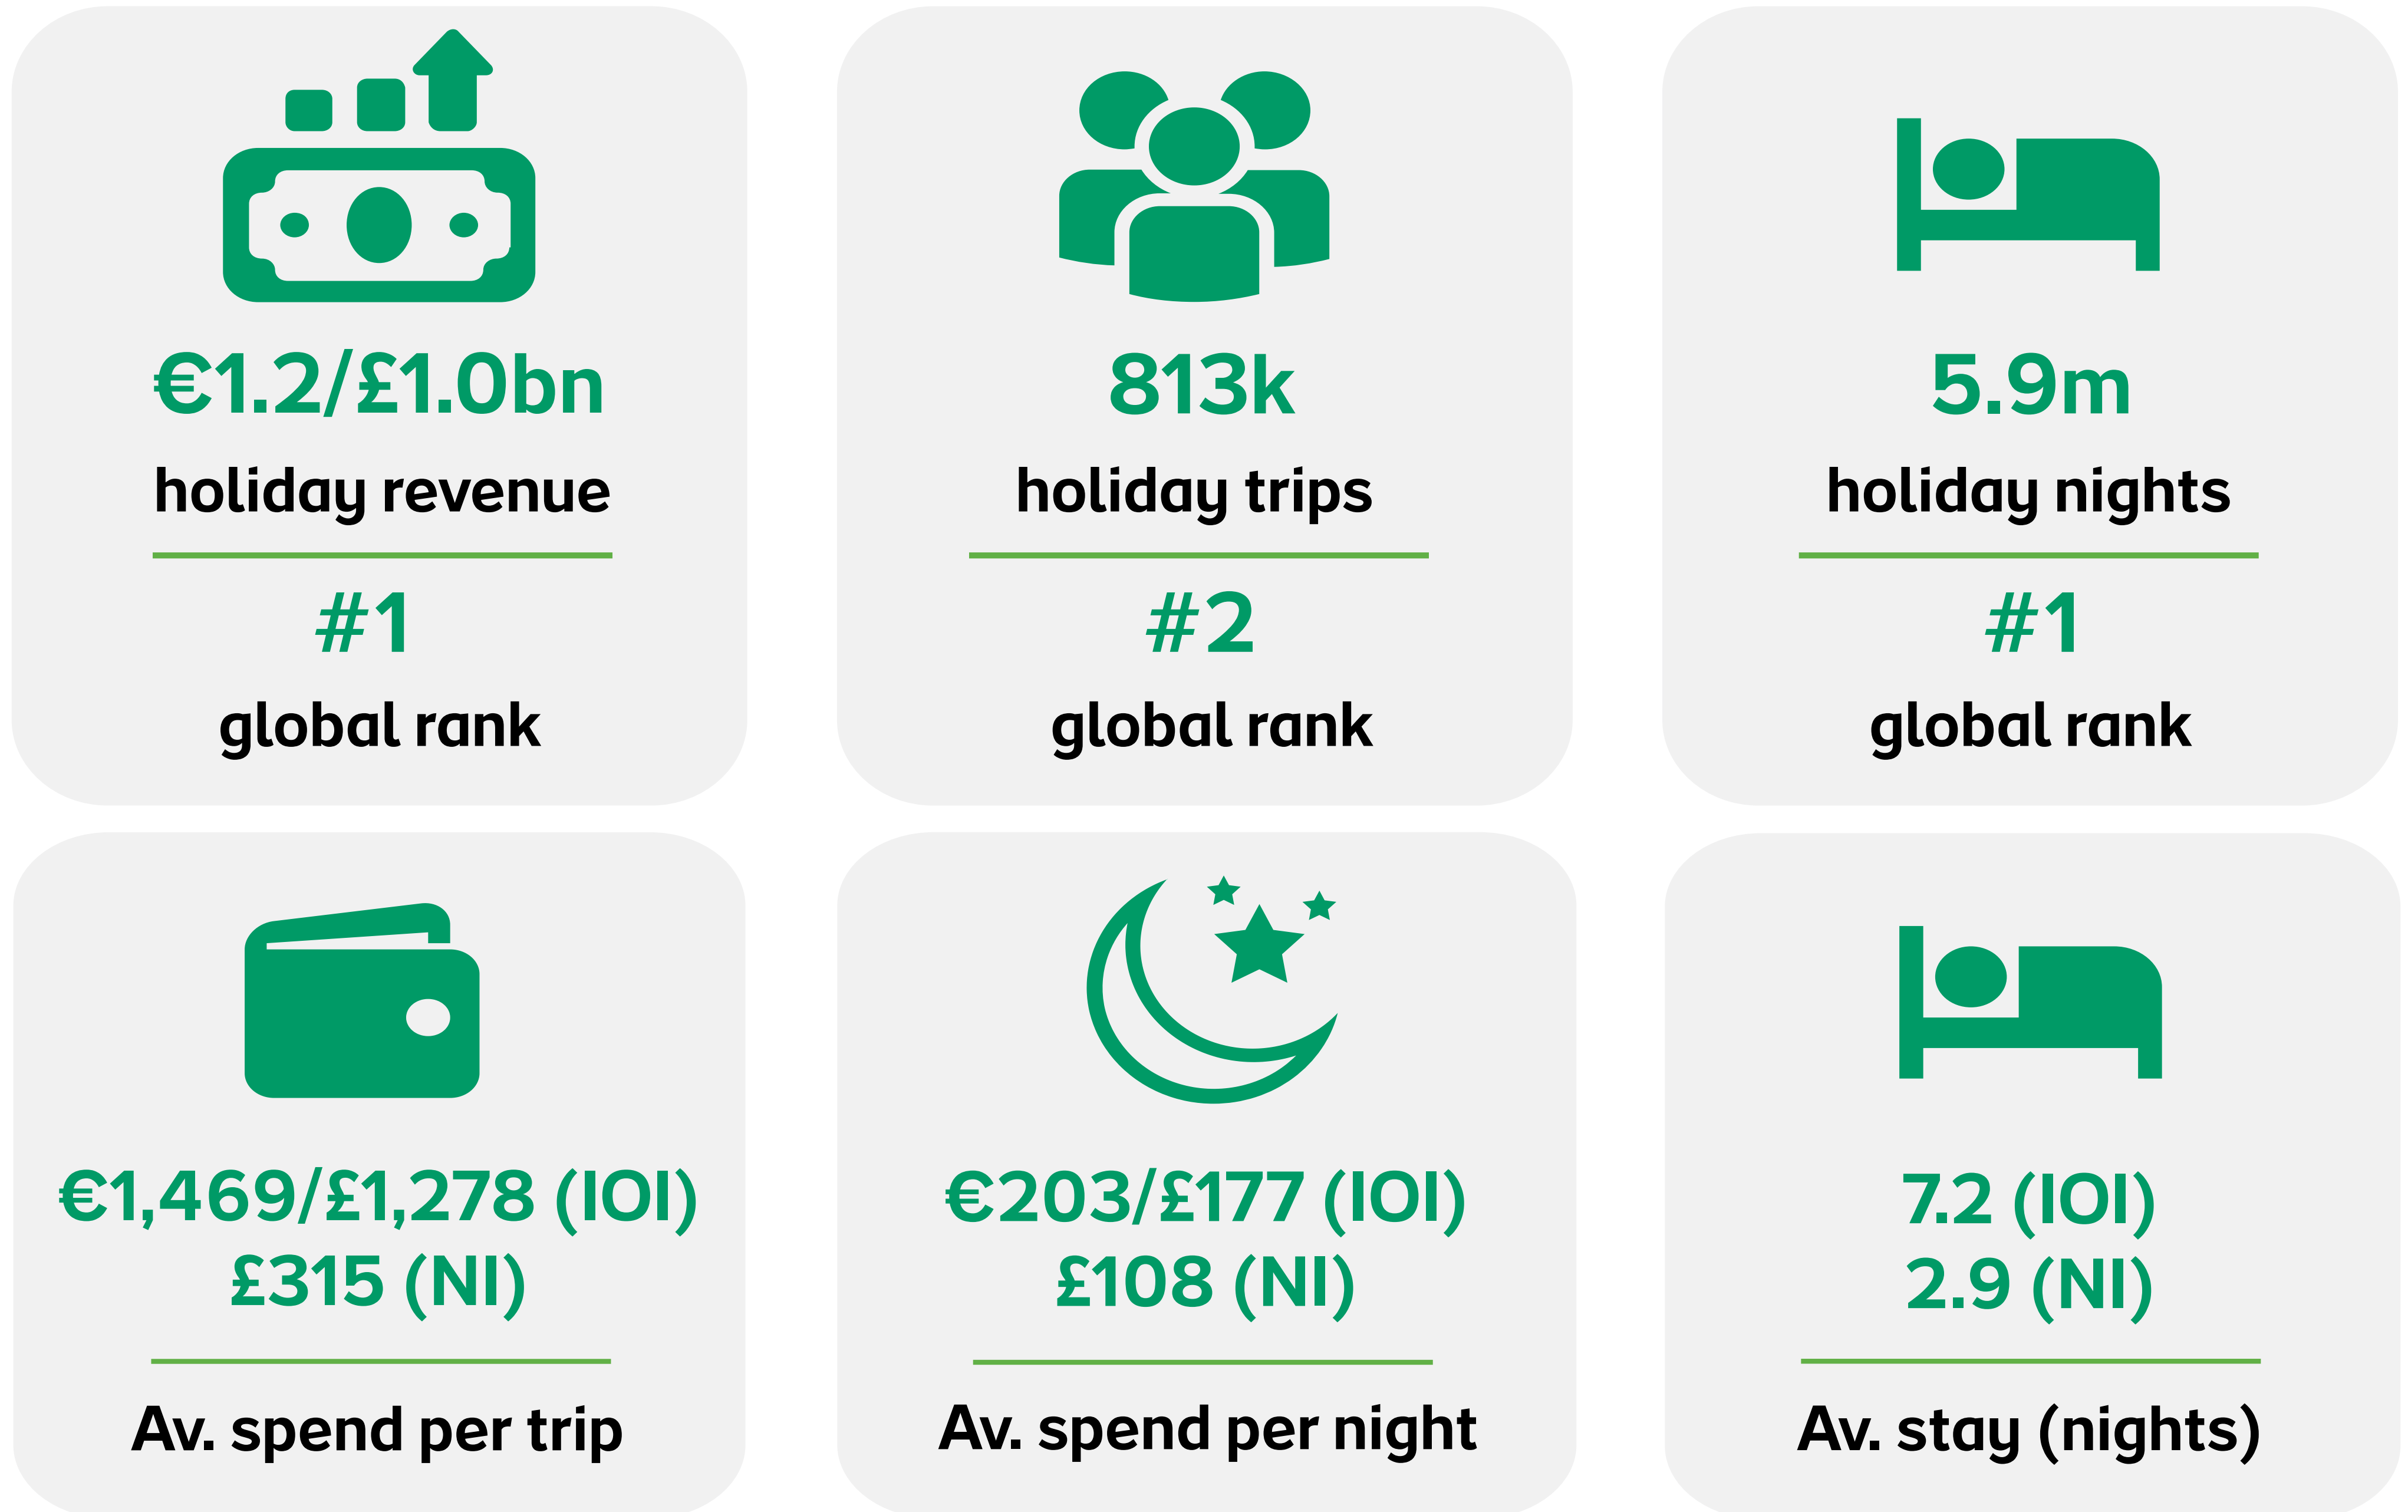 €1.2/£1.0bn
holiday revenue
#1
global rank
813k
holiday trips
#2
global rank
5.9m
holiday nights
#1
global rank
€1,469/£1,278 (IOI)
£315 (NI)
Av. spend per trip
€203/£177 (IOI)
£108 (NI)
Av. spend per night
7.2 (IOI)
2.9 (NI)
Av. stay (nights)